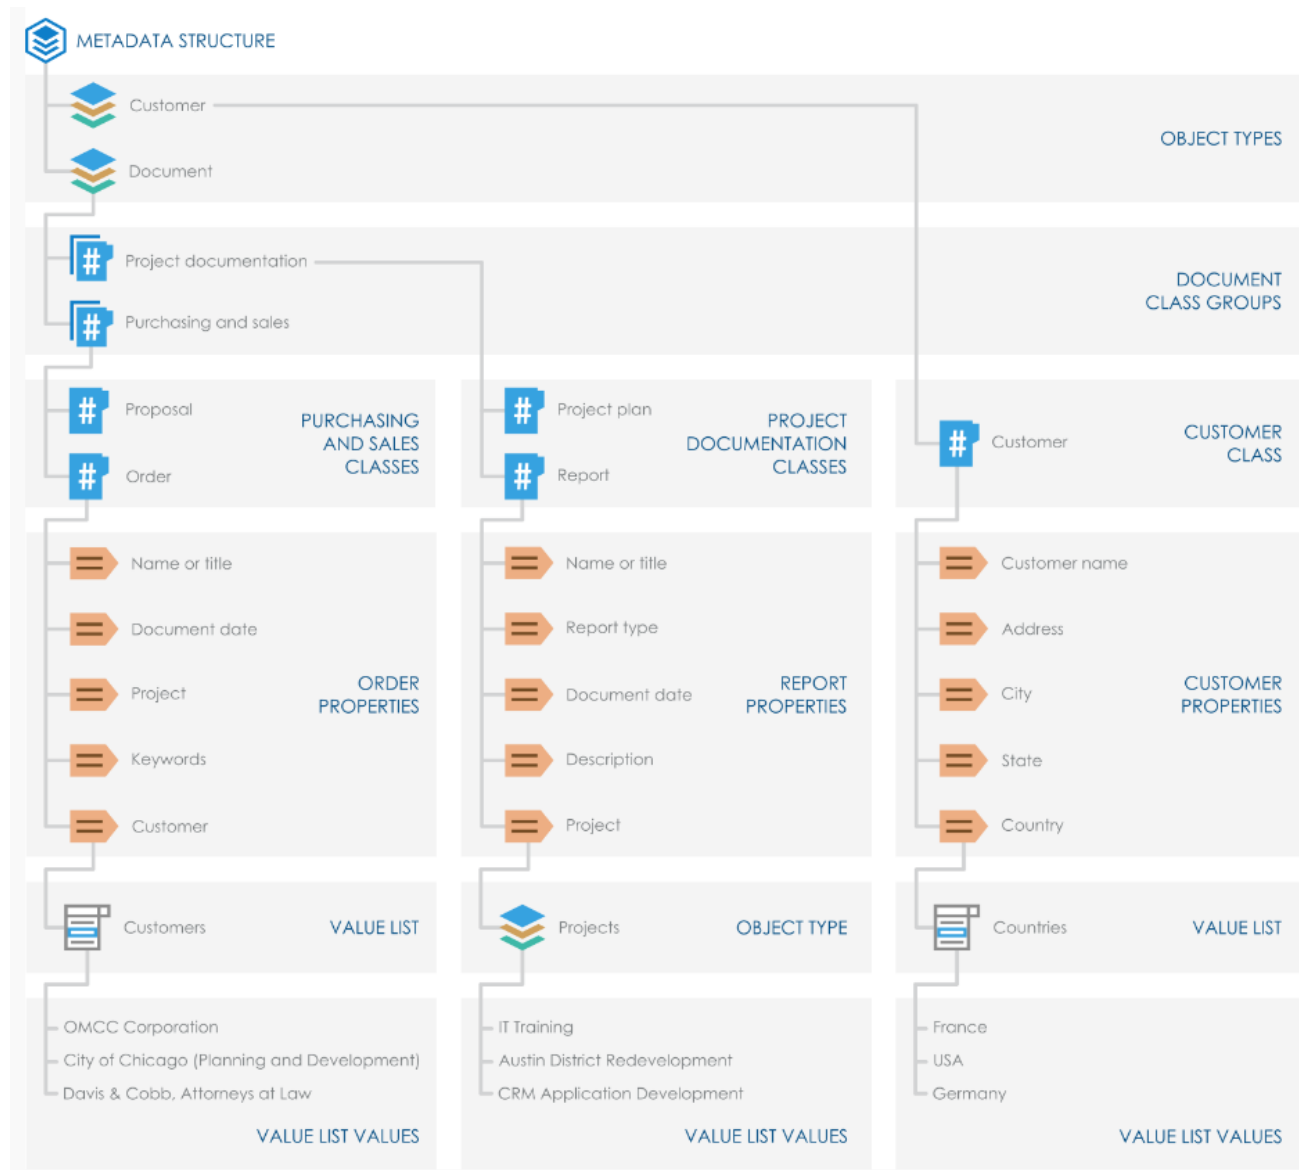 METADATA STRUCTURE
Customer
OBJECT TYPES
Document
Project documentation
DOCUMENT
CLASS GROUPS
Purchasing and sales
Proposal
Order
PURCHASING
AND SALES
CLASSES
Project plan
Report
PROJECT
DOCUMENTATION
CLASSES
Customer
CUSTOMER
CLASS
Name or title
Document date
Project
Keywords
Customer
ORDER
PROPERTIES
Name or title
Report type
Document date
Description
Project
REPORT
PROPERTIES
Customer name
Address
City
State
Country
CUSTOMER
PROPERTIES
Customers
VALUE LIST
Projects
OBJECT TYPE
Countries
VALUE LIST
OMCC Corporation
City of Chicago (Planning and Development)
Davis & Cobb, Attorneys at Law
VALUE LIST VALUES
IT Training
Austin District Redevelopment
CRM Application Development
VALUE LIST VALUES
France
USA
Germany
VALUE LIST VALUES